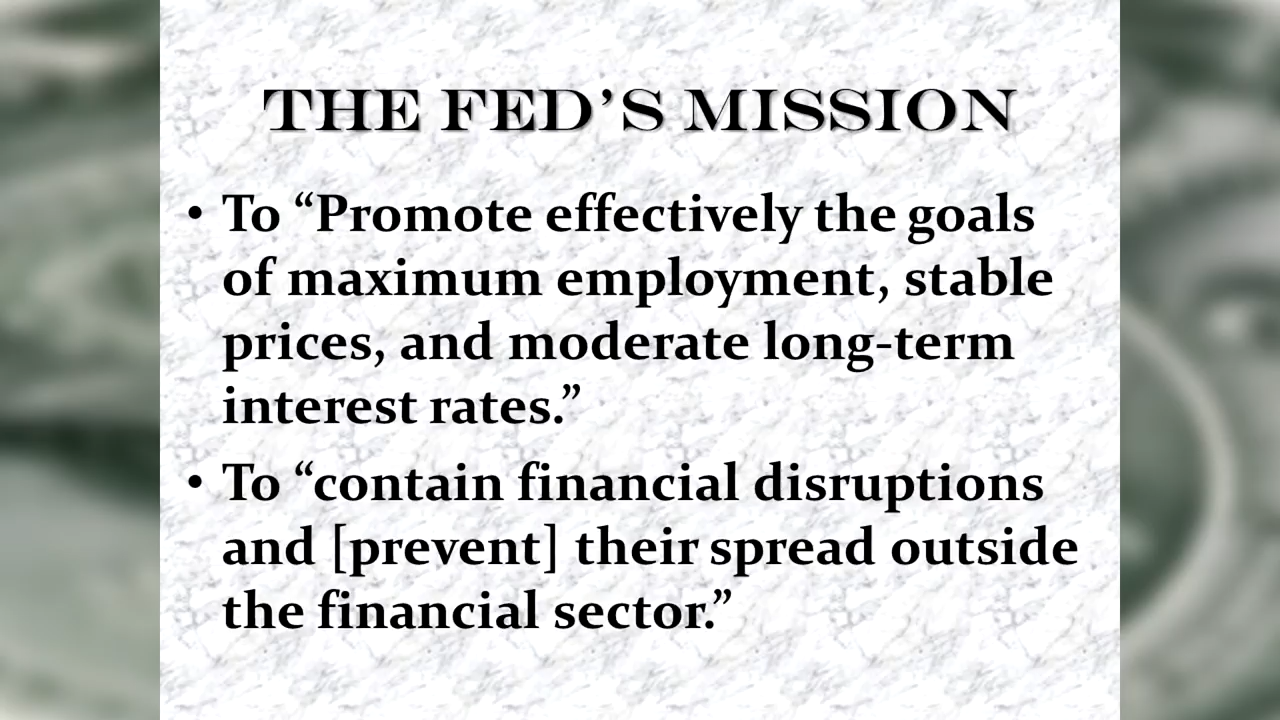 THE FED’S MISSION
• To “Promote effectively the goals
of maximum employment, stable
prices, and moderate long-term
interest rates.”
• To “contain financial disruptions
and [prevent] their spread outside
the financial sector.”